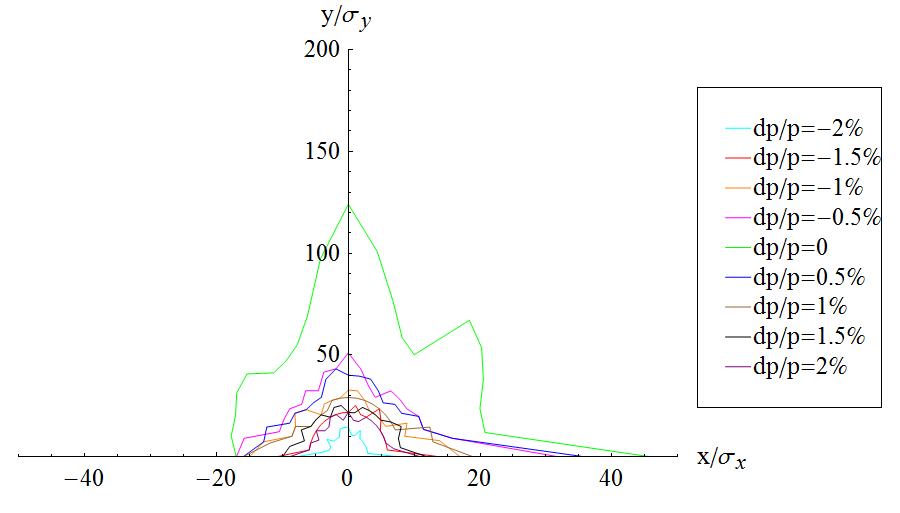 y/σy
200
150
100
50
−40 −20 0 20 40
x/σx
dp/p=−2%
dp/p=−1.5%
dp/p=−1%
dp/p=−0.5%
dp/p=0
dp/p=0.5%
dp/p=1%
dp/p=1.5%
dp/p=2%